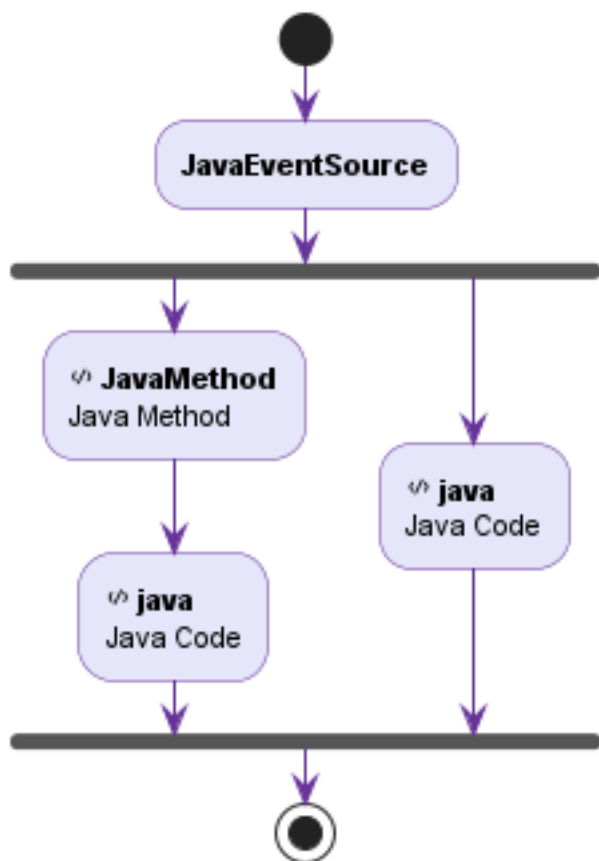 JavaEventSource
</> JavaMethod
Java Method
</> java
Java Code
</> java
Java Code